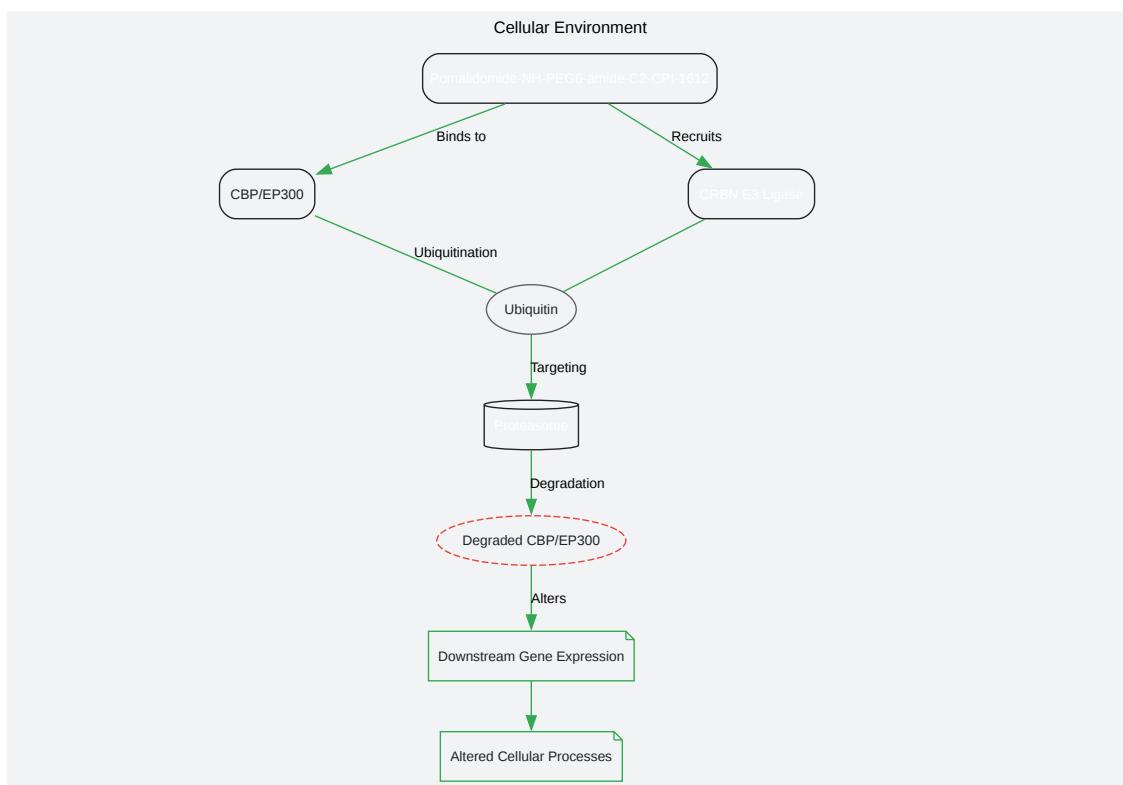 Cellular Environment
Pomalidomide-NH-PEG6-amide-C2-CPI-1612
Binds to
Recruits
CBP/EP300
CRBN E3 Ligase
Ubiquitination
Ubiquitin
Targeting
Proteasome
Degradation
Degraded CBP/EP300
Alters
Downstream Gene Expression
Altered Cellular Processes